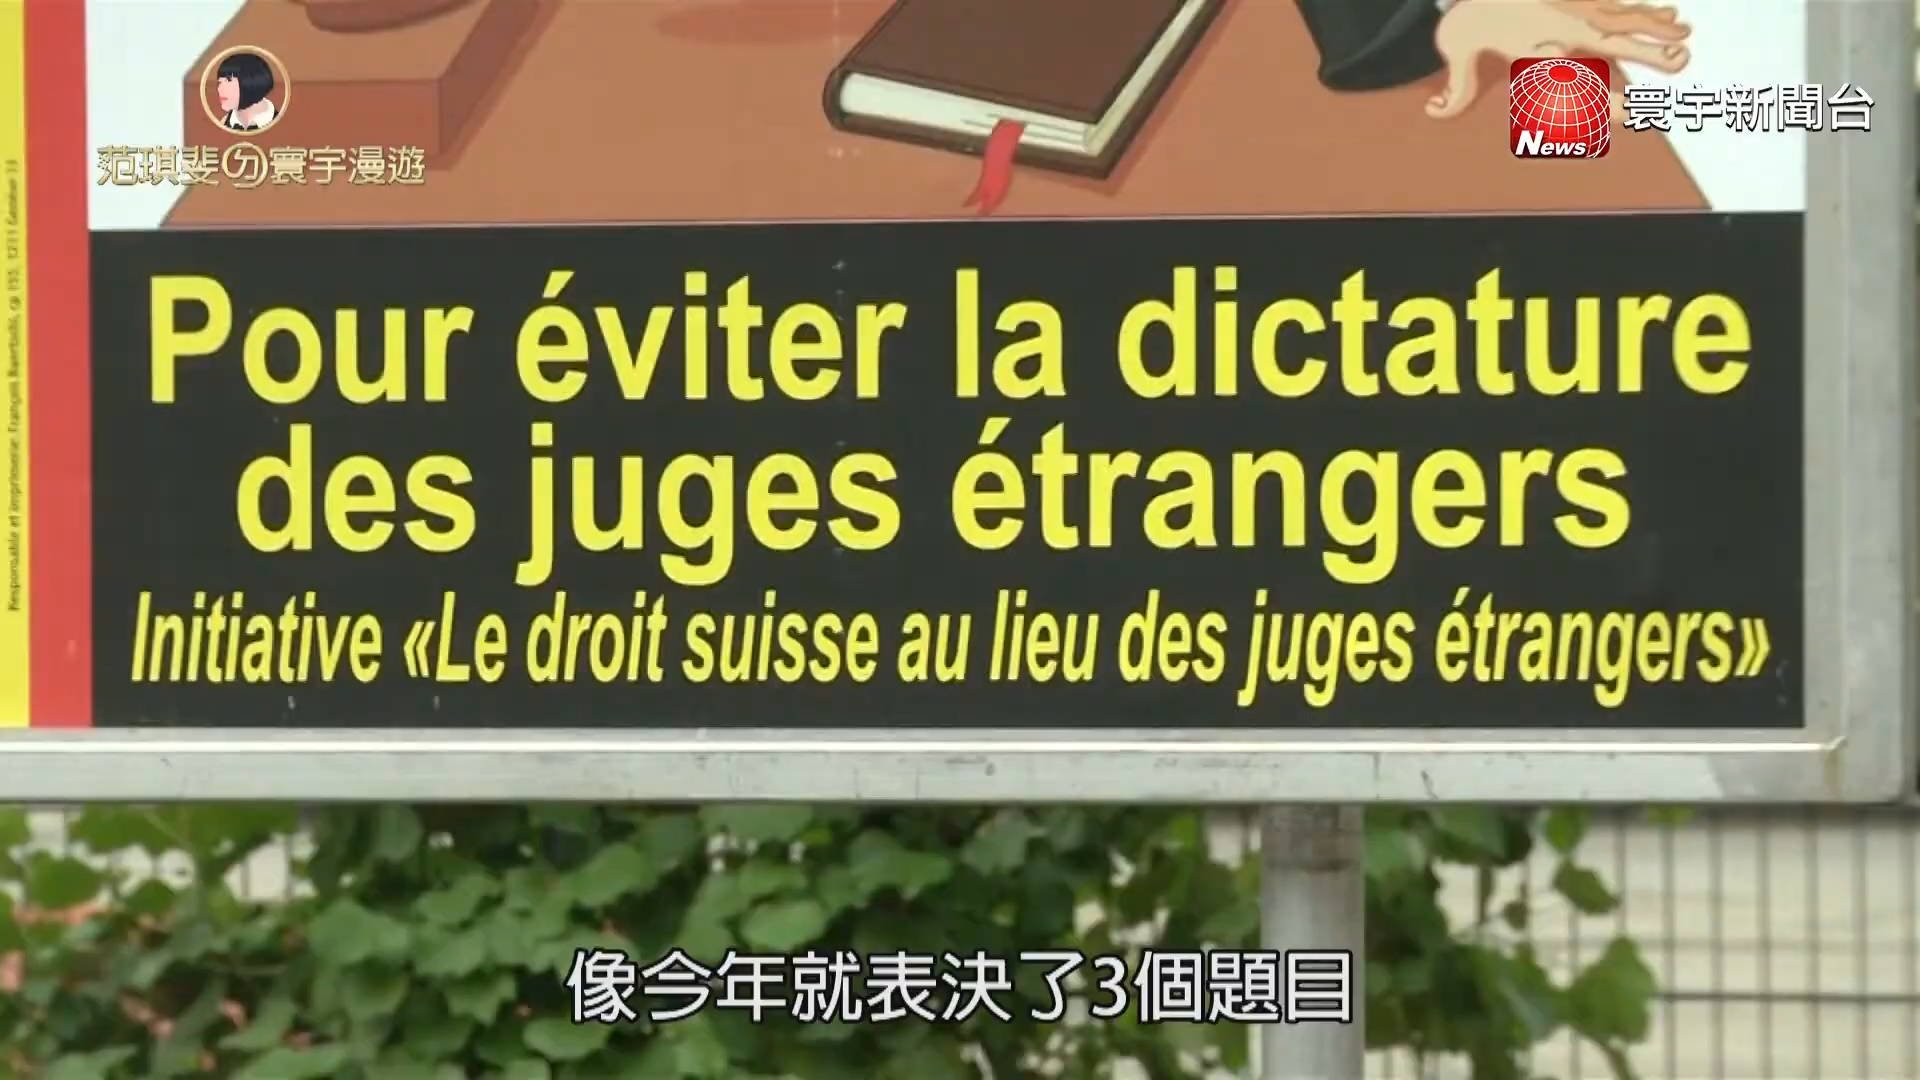 范琪斐ㄉ寰宇漫遊
News
寰宇新聞台
Pour éviter la dictature
des juges étrangers
Initiative «Le droit suisse au lieu des juges étrangers»
像今年就表決了3個題目